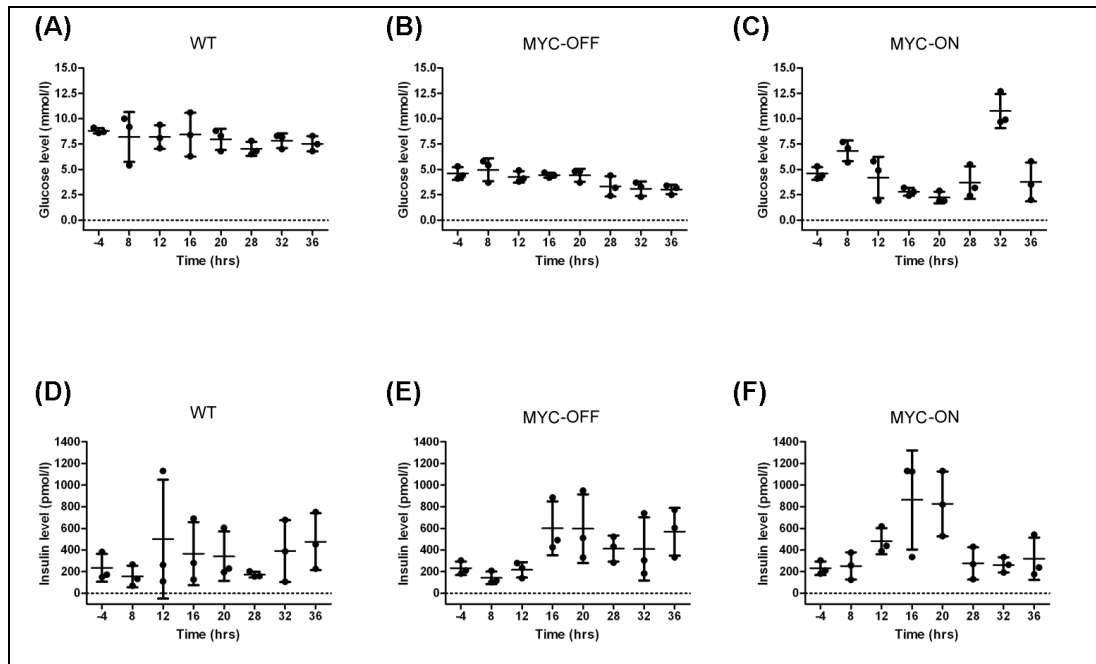 (A)
WT
Glucose level (mmol/l)
15.0
12.5
10.0
7.5
5.0
2.5
0.0
-4 8 12 16 20 28 32 36
Time (hrs)
(B)
MYC-OFF
Glucose level (mmol/l)
15.0
12.5
10.0
7.5
5.0
2.5
0.0
-4 8 12 16 20 28 32 36
Time (hrs)
(C)
MYC-ON
Glucose levle (mmol/l)
15.0
12.5
10.0
7.5
5.0
2.5
0.0
-4 8 12 16 20 28 32 36
Time (hrs)
(D)
WT
Insulin level (pmol/l)
1400
1200
1000
800
600
400
200
0
-4 8 12 16 20 28 32 36
Time (hrs)
(E)
MYC-OFF
Insulin level (pmol/l)
1400
1200
1000
800
600
400
200
0
-4 8 12 16 20 28 32 36
Time (hrs)
(F)
MYC-ON
Insulin level (pmol/l)
1400
1200
1000
800
600
400
200
0
-4 8 12 16 20 28 32 36
Time (hrs)